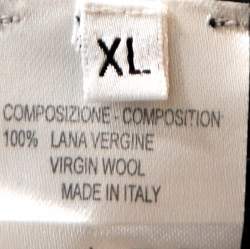 XL
COMPOSIZIONE - COMPOSITION
100% LANA VERGINE
VIRGIN WOOL
MADE IN ITALY